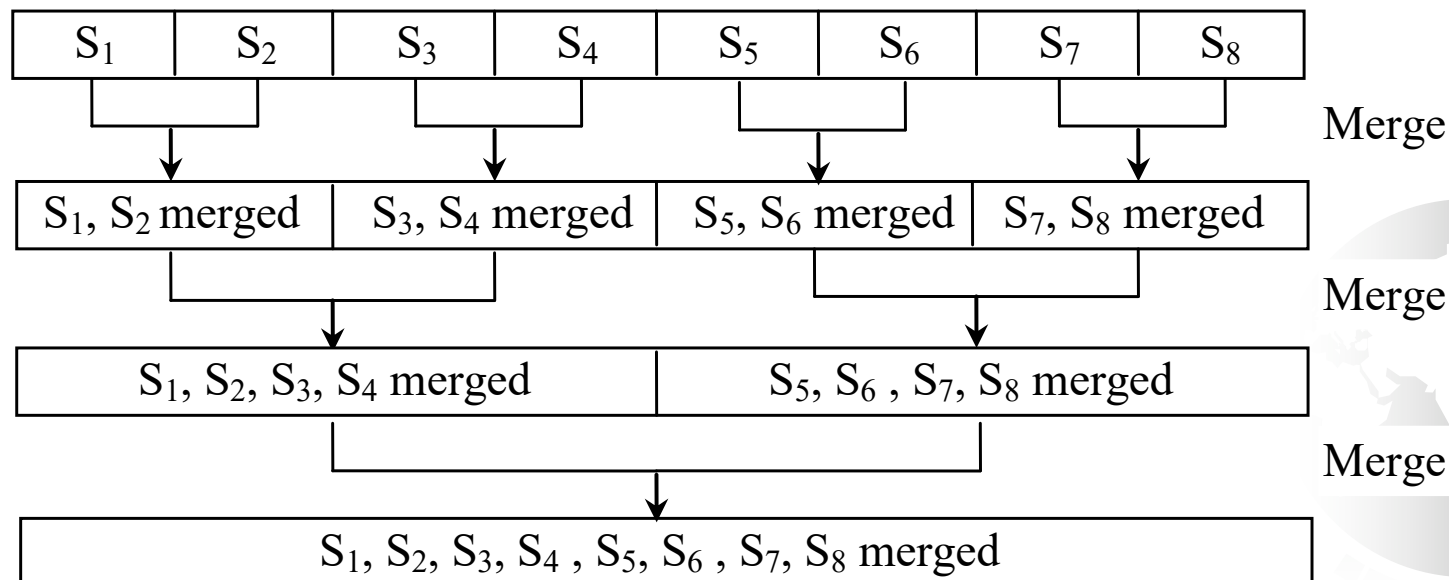 S₁ S₂ S₃ S₄ S₅ S₆ S₇ S₈
Merge
S₁, S₂ merged S₃, S₄ merged S₅, S₆ merged S₇, S₈ merged
Merge
S₁, S₂, S₃, S₄ merged S₅, S₆ , S₇, S₈ merged
Merge
S₁, S₂, S₃, S₄ , S₅, S₆ , S₇, S₈ merged